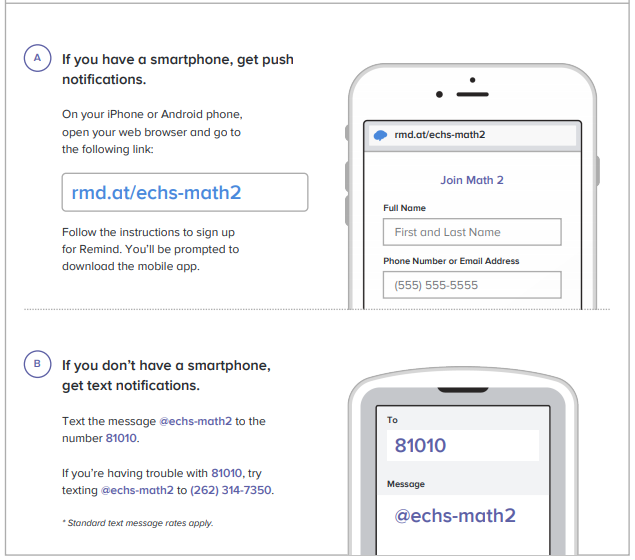 A
If you have a smartphone, get push
notifications.
On your iPhone or Android phone,
open your web browser and go to
the following link:
rmd.at/echs-math2
Follow the instructions to sign up
for Remind. You'll be prompted to
download the mobile app.
rmd.at/echs-math2
Join Math 2
Full Name
First and Last Name
Phone Number or Email Address
(555) 555-5555
B
If you don't have a smartphone,
get text notifications.
Text the message @echs-math2 to the
number 81010.
If you're having trouble with 81010, try
texting @echs-math2 to (262) 314-7350.
* Standard text message rates apply.
To
81010
Message
@echs-math2